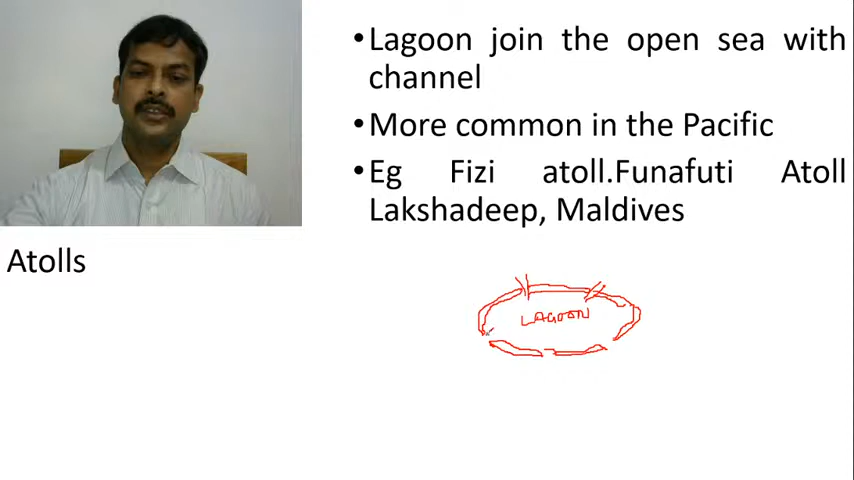 •Lagoon join the open sea with
channel
•More common in the Pacific
•Eg Fizi atoll.Funafuti Atoll
Lakshadeep, Maldives
Atolls
LAGOON